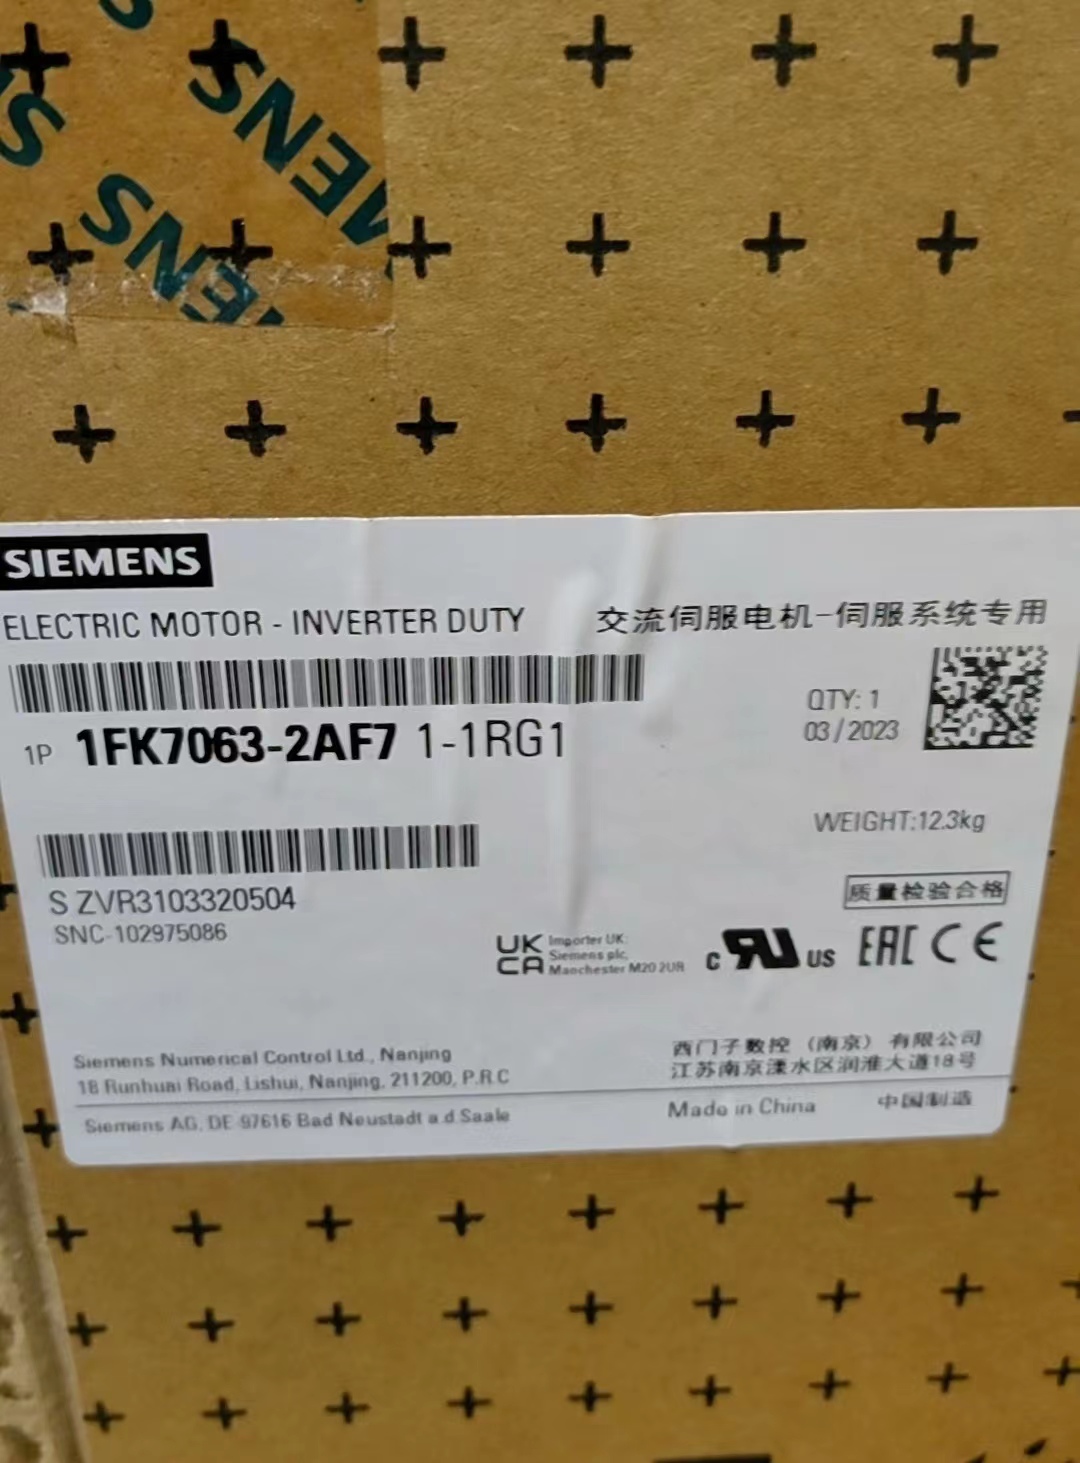 SIEMENS
SIEMENS
ELECTRIC MOTOR - INVERTER DUTY 交流伺服电机-伺服系统专用
QTY: 1
03/2023
1P 1FK7063-2AF7 1-1RG1
WEIGHT:12.3kg
S ZVR3103320504
SNC-102975086
质量检验合格
UK CA Importer UK:
Siemens plc,
Manchester M20 2UR
c RU US EAC CE
Siemens Numerical Control Ltd., Nanjing 西门子数控（南京）有限公司
18 Runhuai Road, Lishui, Nanjing, 211200, P.R.C 江苏南京溧水区润淮大道18号
Siemens AG, DE-97616 Bad Neustadt a.d Saale Made in China 中国制造